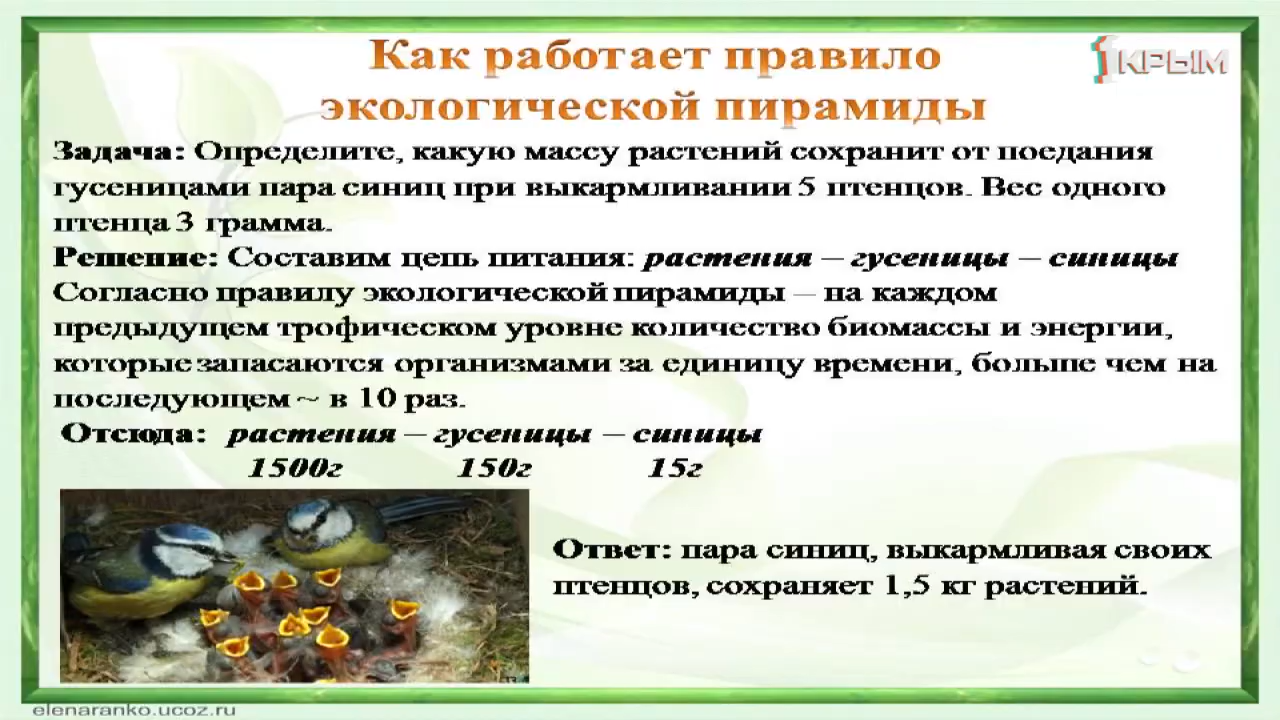 Как работает правило
экологической пирамиды
1КРЫМ
Задача: Определите, какую массу растений сохранит от поедания
гусеницами пара синиц при выкармливании 5 птенцов. Вес одного
птенца 3 грамма.
Решение: Составим цепь питания: растения – гусеницы – синицы
Согласно правилу экологической пирамиды – на каждом
предыдущем трофическом уровне количество биомассы и энергии,
которые запасаются организмами за единицу времени, больше чем на
последующем ~ в 10 раз.
Отсюда: растения – гусеницы – синицы
1500г 150г 15г
Ответ: пара синиц, выкармливая своих
птенцов, сохраняет 1,5 кг растений.
elenaranko.ucoz.ru